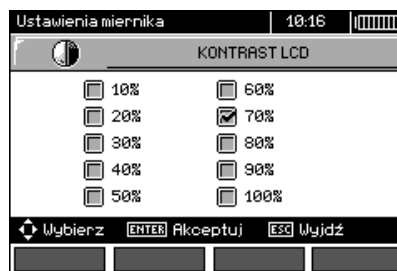 Ustawienia miernika 10:16
KONTRAST LCD
10% 60%
20% 70%
30% 80%
40% 90%
50% 100%
Wybierz ENTER Akceptuj ESC Wyjdź